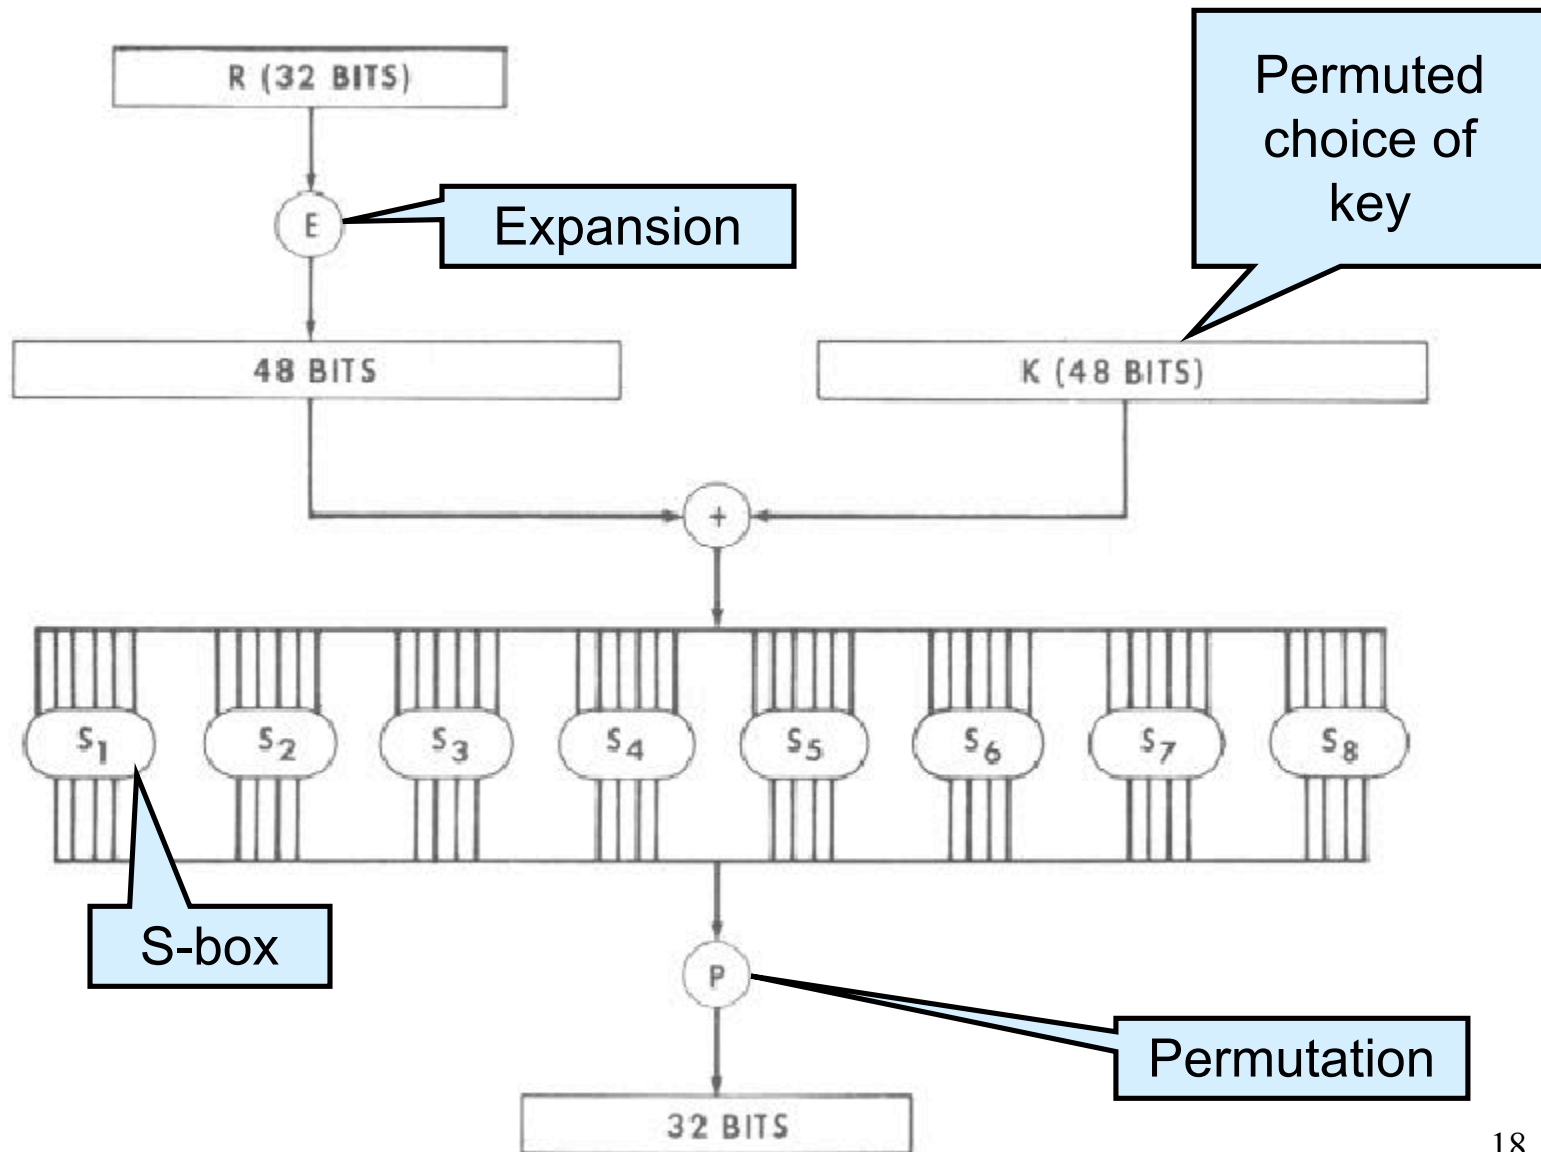 R (32 BITS)
Permuted
choice of
key
E
Expansion
48 BITS
K (48 BITS)
+
S1
S2
S3
S4
S5
S6
S7
S8
S-box
P
Permutation
32 BITS
18